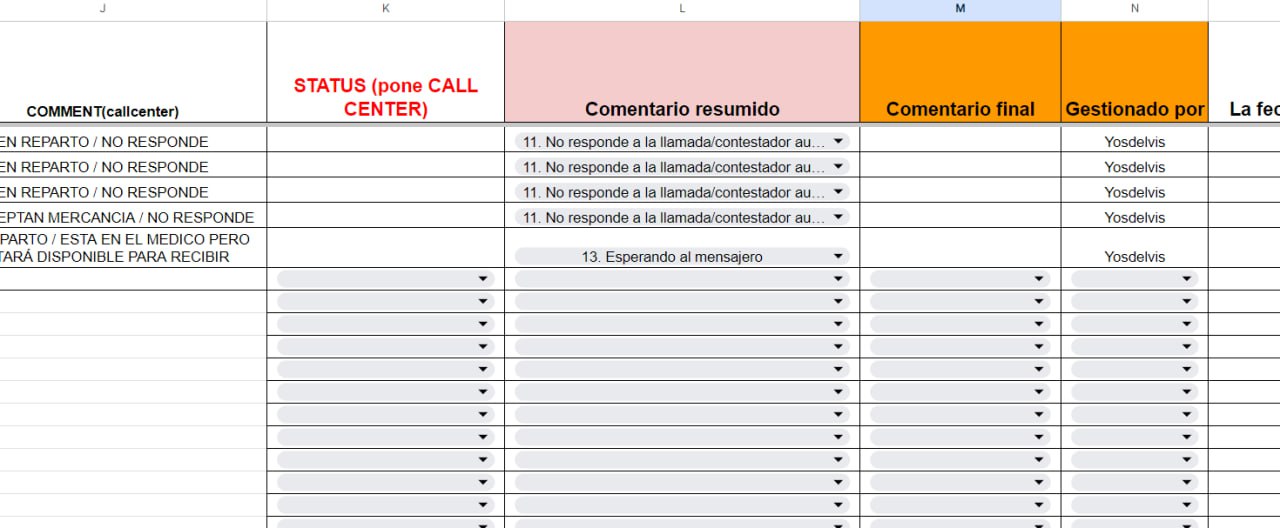 J K L M N
COMMENT(callcenter)
STATUS (pone CALL
CENTER)
Comentario resumido
Comentario final
Gestionado por
La fec
EN REPARTO / NO RESPONDE
11. No responde a la llamada/contestador au...
Yosdelvis
EN REPARTO / NO RESPONDE
11. No responde a la llamada/contestador au...
Yosdelvis
EN REPARTO / NO RESPONDE
11. No responde a la llamada/contestador au...
Yosdelvis
EPTAN MERCANCIA / NO RESPONDE
11. No responde a la llamada/contestador au...
Yosdelvis
PARTO / ESTA EN EL MEDICO PERO
TARÁ DISPONIBLE PARA RECIBIR
13. Esperando al mensajero
Yosdelvis